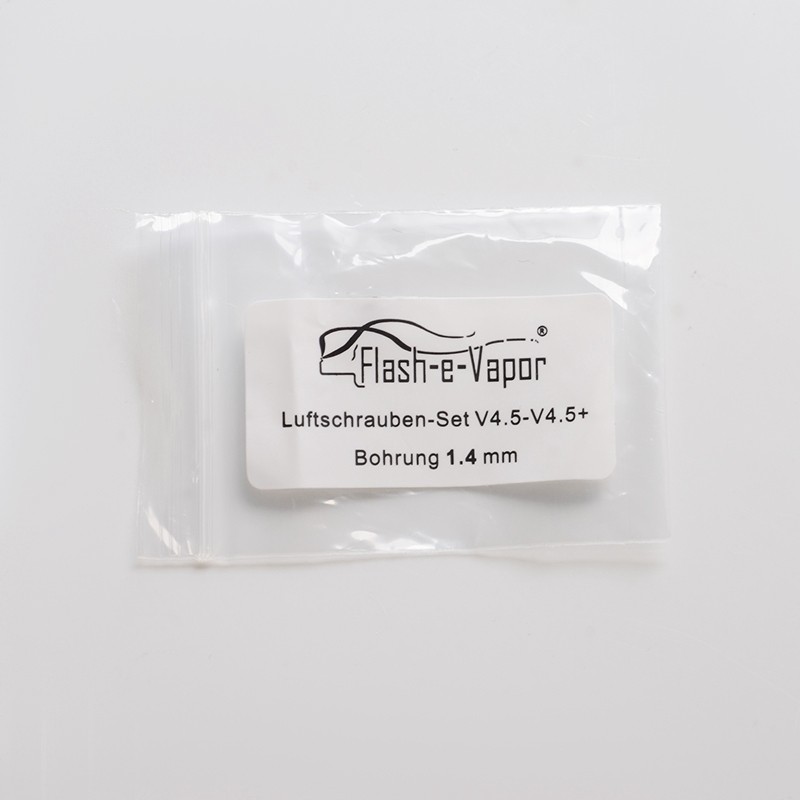 Flash-e-Vapor®
Luftschrauben-Set V4.5-V4.5+
Bohrung 1.4 mm